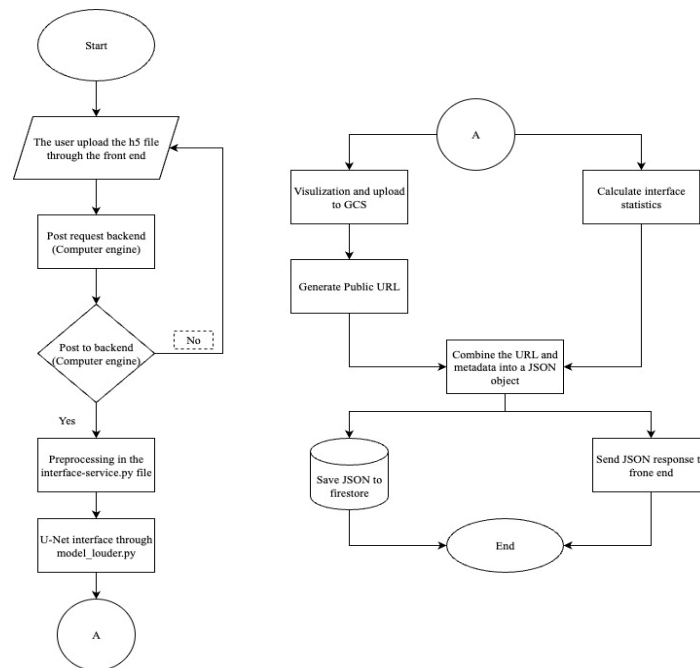 Start
The user upload the h5 file
through the front end
Post request backend
(Computer engine)
Post to backend
(Computer engine)
No
Yes
Preprocessing in the
interface-service.py file
U-Net interface through
model_louder.py
A
A
Visulization and upload
to GCS
Calculate interface
statistics
Generate Public URL
Combine the URL and
metadata into a JSON
object
Save JSON to
firestore
Send JSON response t
frone end
End